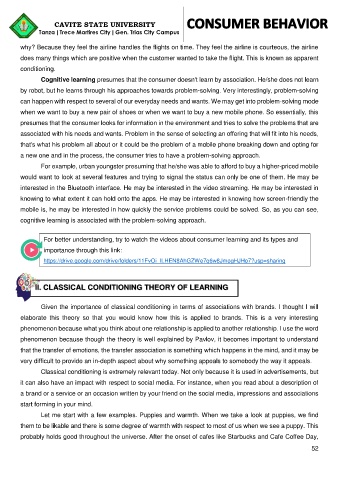 CAVITE STATE UNIVERSITY
Tanza | Trece Martires City | Gen. Trias City Campus
CONSUMER BEHAVIOR
why? Because they feel the airline handles the flights on time. They feel the airline is courteous, the airline
does many things which are positive when the customer wanted to take the flight. This is known as apparent
conditioning.
Cognitive learning presumes that the consumer doesn't learn by association. He/she does not learn
by robot, but he learns through his approaches towards problem-solving. Very interestingly, problem-solving
can happen with respect to several of our everyday needs and wants. We may get into problem-solving mode
when we want to buy a new pair of shoes or when we want to buy a new mobile phone. So essentially, this
presumes that the consumer looks for information in the environment and tries to solve the problems that are
associated with his needs and wants. Problem in the sense of selecting an offering that will fit into his needs,
that's what his problem all about or it could be the problem of a mobile phone breaking down and opting for
a new one and in the process, the consumer tries to have a problem-solving approach.
For example, urban youngster presuming that he/she was able to afford to buy a higher-priced mobile
would want to look at several features and trying to signal the status can only be one of them. He may be
interested in the Bluetooth interface. He may be interested in the video streaming. He may be interested in
knowing to what extent it can hold onto the apps. He may be interested in knowing how screen-friendly the
mobile is, he may be interested in how quickly the service problems could be solved. So, as you can see,
cognitive learning is associated with the problem-solving approach.
For better understanding, try to watch the videos about consumer learning and its types and
importance through this link:
II. CLASSICAL CONDITIONING THEORY OF LEARNING
Given the importance of classical conditioning in terms of associations with brands. I thought I will
elaborate this theory so that you would know how this is applied to brands. This is a very interesting
phenomenon because what you think about one relationship is applied to another relationship. I use the word
phenomenon because though the theory is well explained by Pavlov, it becomes important to understand
that the transfer of emotions, the transfer association is something which happens in the mind, and it may be
very difficult to provide an in-depth aspect about why something appeals to somebody the way it appeals.
Classical conditioning is extremely relevant today. Not only because it is used in advertisements, but
it can also have an impact with respect to social media. For instance, when you read about a description of
a brand or a service or an occasion written by your friend on the social media, impressions and associations
start forming in your mind.
Let me start with a few examples. Puppies and warmth. When we take a look at puppies, we find
them to be likable and there is some degree of warmth with respect to most of us when we see a puppy. This
probably holds good throughout the universe. After the onset of cafes like Starbucks and Cafe Coffee Day,
52